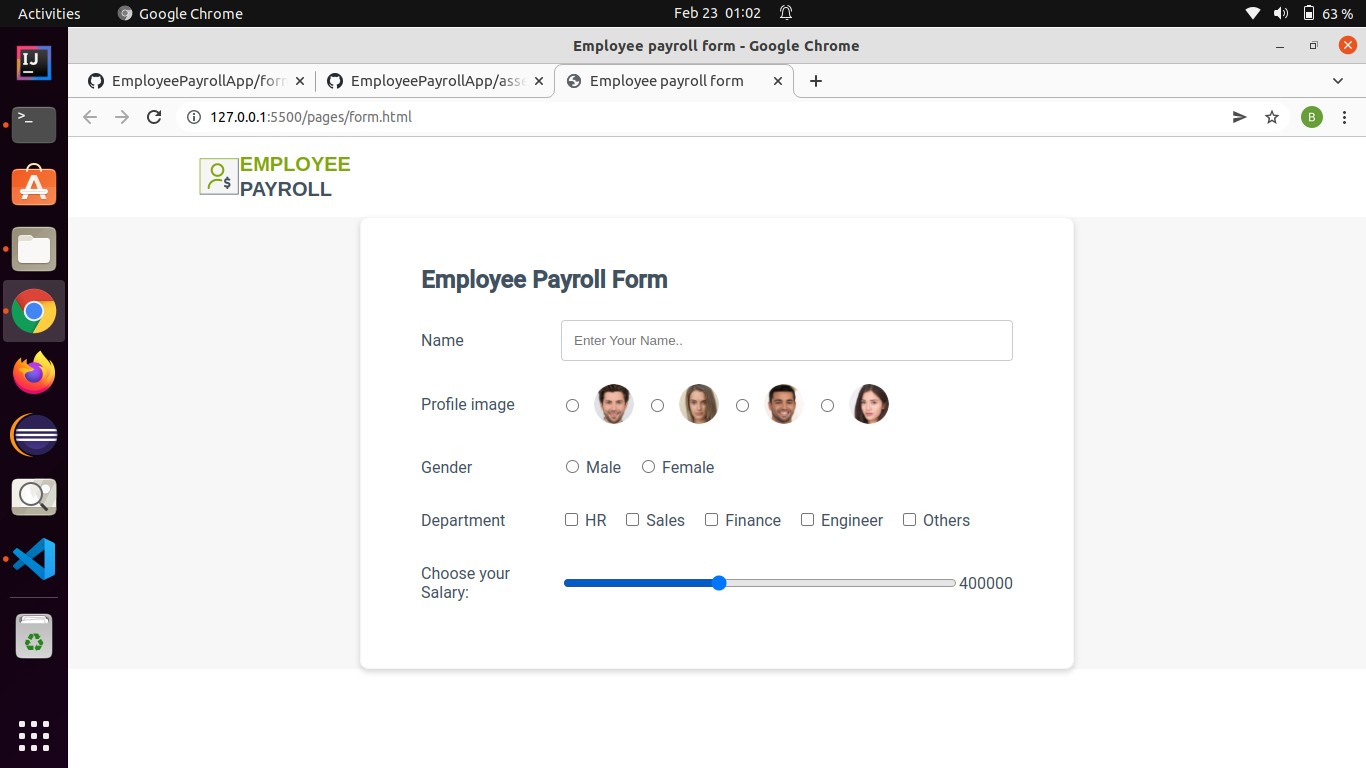 Activities Google Chrome Feb 23 01:02 63 %
Employee payroll form - Google Chrome
EmployeePayrollApp/form EmployeePayrollApp/asse Employee payroll form
127.0.0.1:5500/pages/form.html B
EMPLOYEE
PAYROLL
$
Employee Payroll Form
Name Enter Your Name..
Profile image
Gender Male Female
Department HR Sales Finance Engineer Others
Choose your
Salary:
400000
IJ
>_